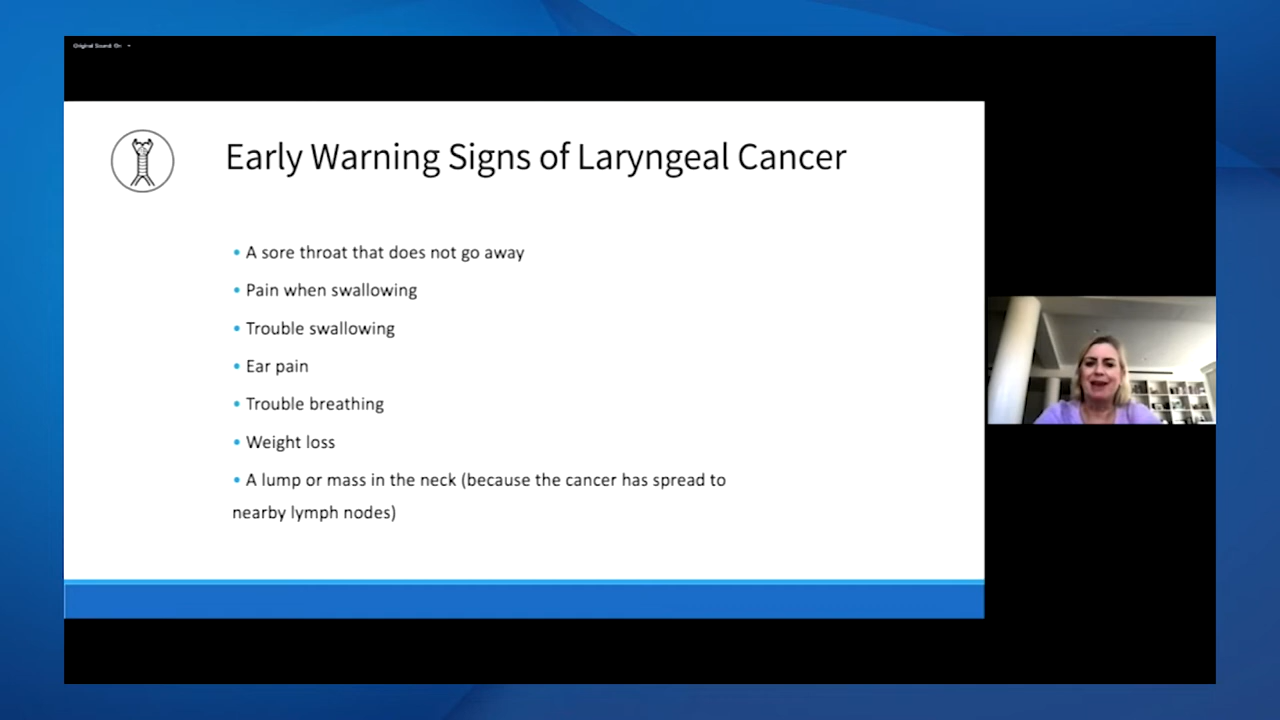 Original Sound: On
Early Warning Signs of Laryngeal Cancer
• A sore throat that does not go away
• Pain when swallowing
• Trouble swallowing
• Ear pain
• Trouble breathing
• Weight loss
• A lump or mass in the neck (because the cancer has spread to
nearby lymph nodes)